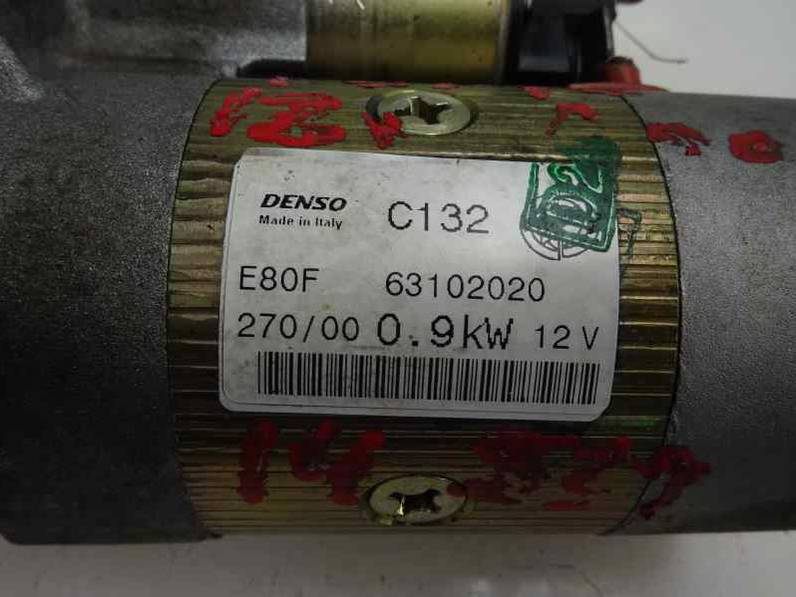 DENSO C132
Made in Italy
E80F 63102020
270/00 0.9kW 12 V